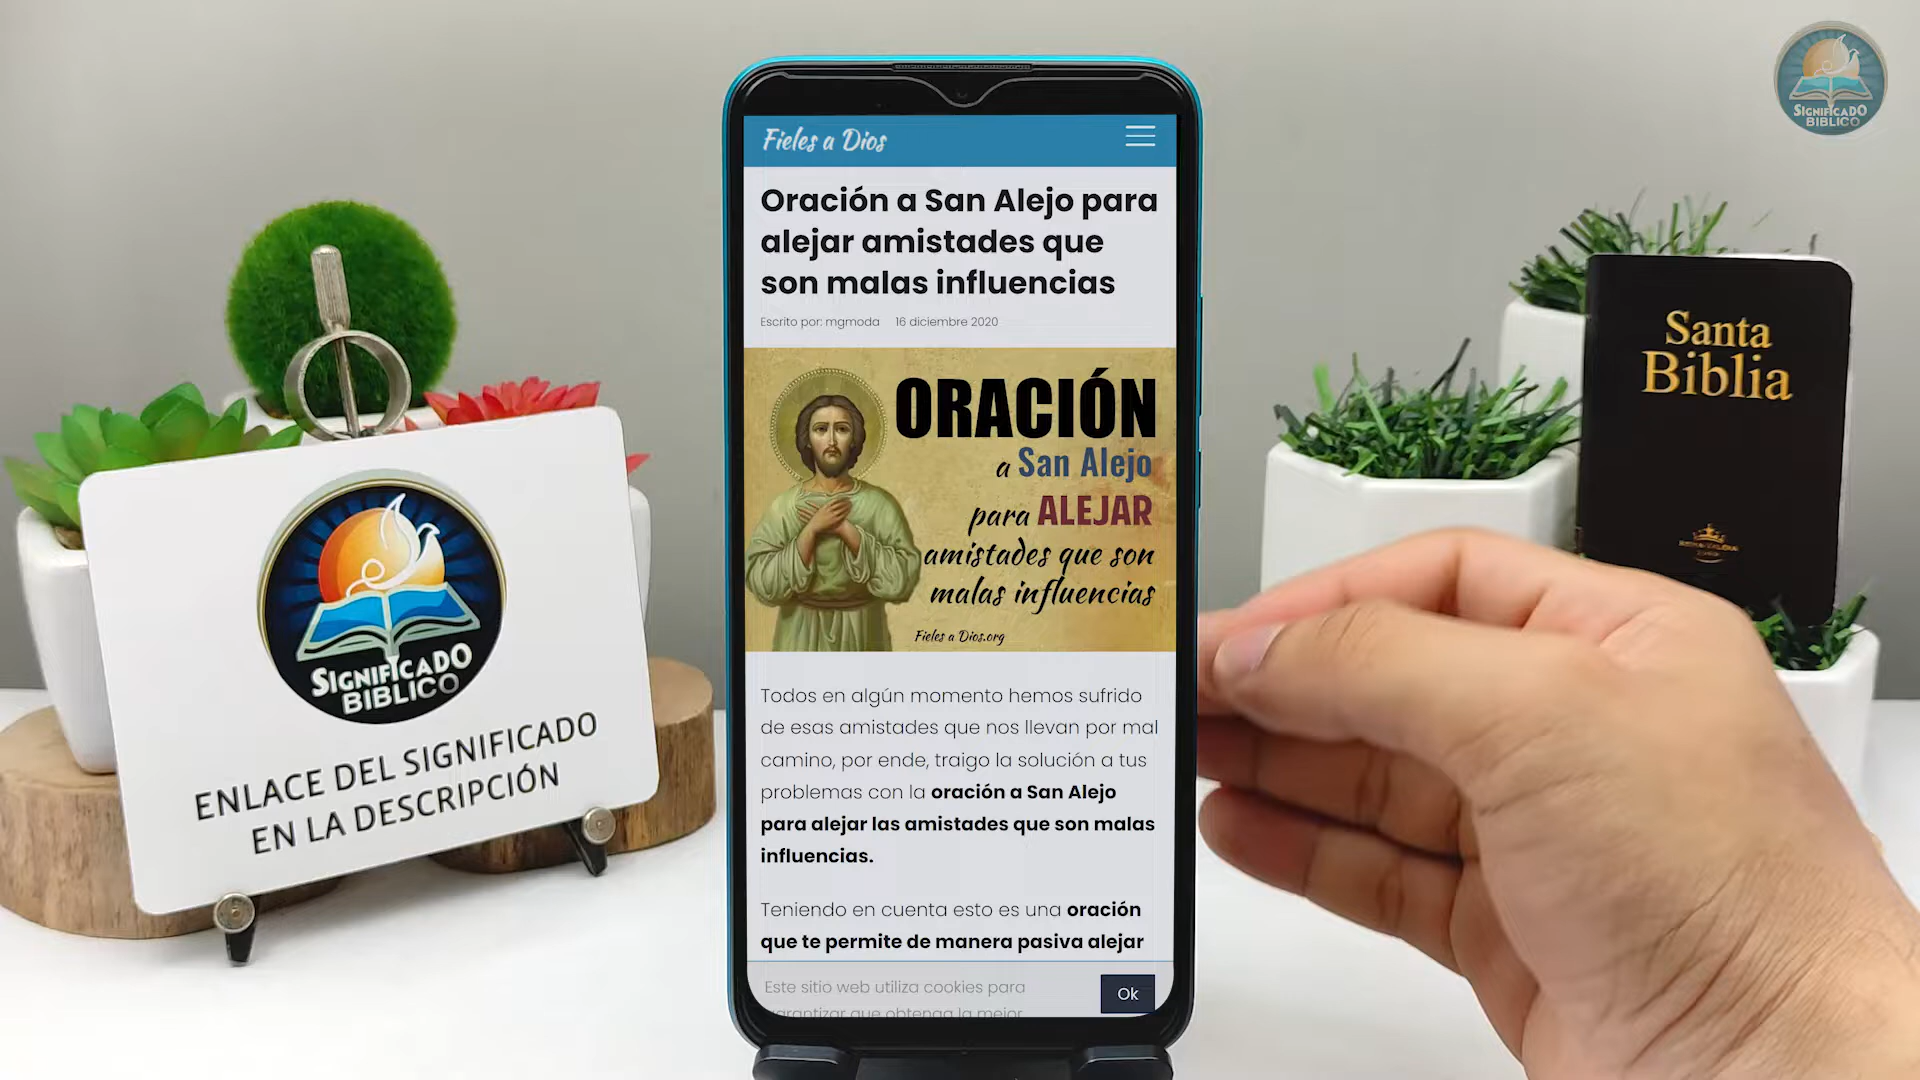 SIGNIFICADO
BIBLICO
Fieles a Dios
Oración a San Alejo para
alejar amistades que
son malas influencias
Escrito por: mgmoda 16 diciembre 2020
ORACIÓN
a San Alejo
para ALEJAR
amistades que son
malas influencias
Fieles a Dios.org
Todos en algún momento hemos sufrido
de esas amistades que nos llevan por mal
camino, por ende, traigo la solución a tus
problemas con la oración a San Alejo
para alejar las amistades que son malas
influencias.
Teniendo en cuenta esto es una oración
que te permite de manera pasiva alejar
Este sitio web utiliza cookies para
garantizar que obtenga la mejor
Ok
SIGNIFICADO
BIBLICO
ENLACE DEL SIGNIFICADO
EN LA DESCRIPCIÓN
Santa
Biblia